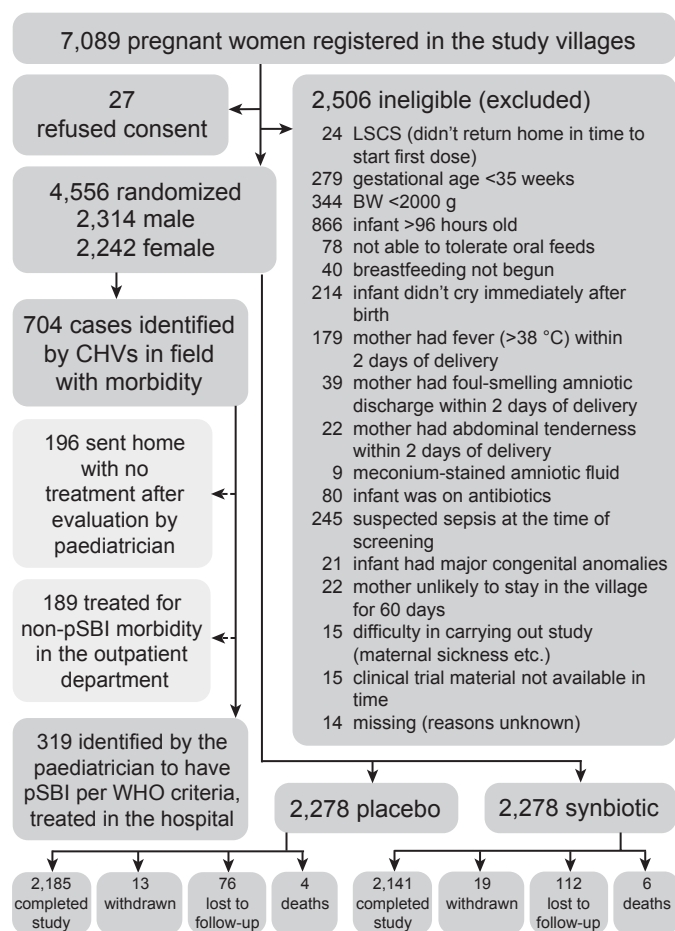 7,089 pregnant women registered in the study villages
27
refused consent
2,506 ineligible (excluded)
24 LSCS (didn't return home in time to
start first dose)
279 gestational age <35 weeks
344 BW <2000 g
866 infant >96 hours old
78 not able to tolerate oral feeds
40 breastfeeding not begun
214 infant didn't cry immediately after
birth
179 mother had fever (>38 °C) within
2 days of delivery
39 mother had foul-smelling amniotic
discharge within 2 days of delivery
22 mother had abdominal tenderness
within 2 days of delivery
9 meconium-stained amniotic fluid
80 infant was on antibiotics
245 suspected sepsis at the time of
screening
21 infant had major congenital anomalies
22 mother unlikely to stay in the village
for 60 days
15 difficulty in carrying out study
(maternal sickness etc.)
15 clinical trial material not available in
time
14 missing (reasons unknown)
4,556 randomized
2,314 male
2,242 female
704 cases identified
by CHVs in field
with morbidity
196 sent home
with no
treatment after
evaluation by
paediatrician
189 treated for
non-pSBI morbidity
in the outpatient
department
319 identified by the
paediatrician to have
pSBI per WHO criteria,
treated in the hospital
2,278 placebo
2,278 synbiotic
2,185
completed
study
13
withdrawn
76
lost to
follow-up
4
deaths
2,141
completed
study
19
withdrawn
112
lost to
follow-up
6
deaths